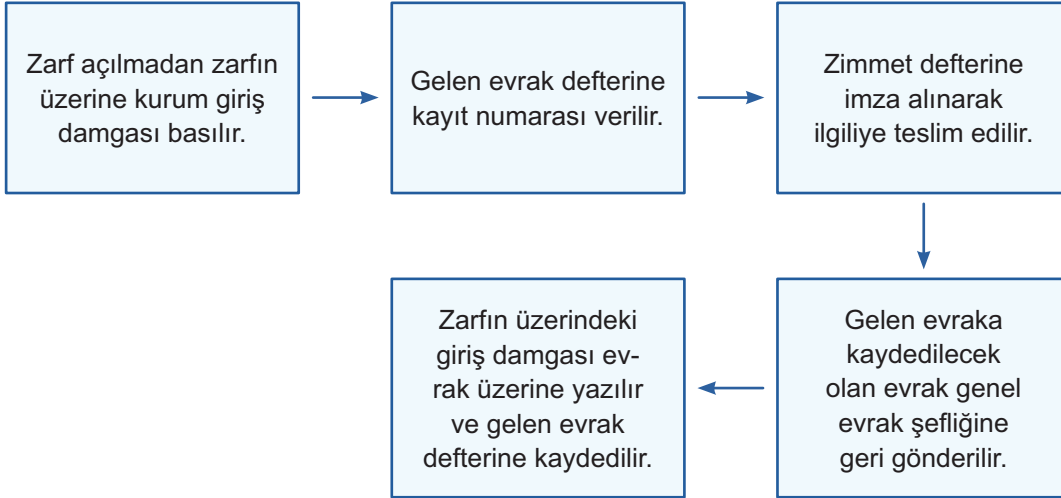 Zarf açılmadan zarfın
üzerine kurum giriş
damgası basılır.
Gelen evrak defterine
kayıt numarası verilir.
Zimmet defterine
imza alınarak
ilgiliye teslim edilir.
Gelen evraka
kaydedilecek
olan evrak genel
evrak şefliğine
geri gönderilir.
Zarfın üzerindeki
giriş damgası ev-
rak üzerine yazılır
ve gelen evrak
defterine kaydedilir.